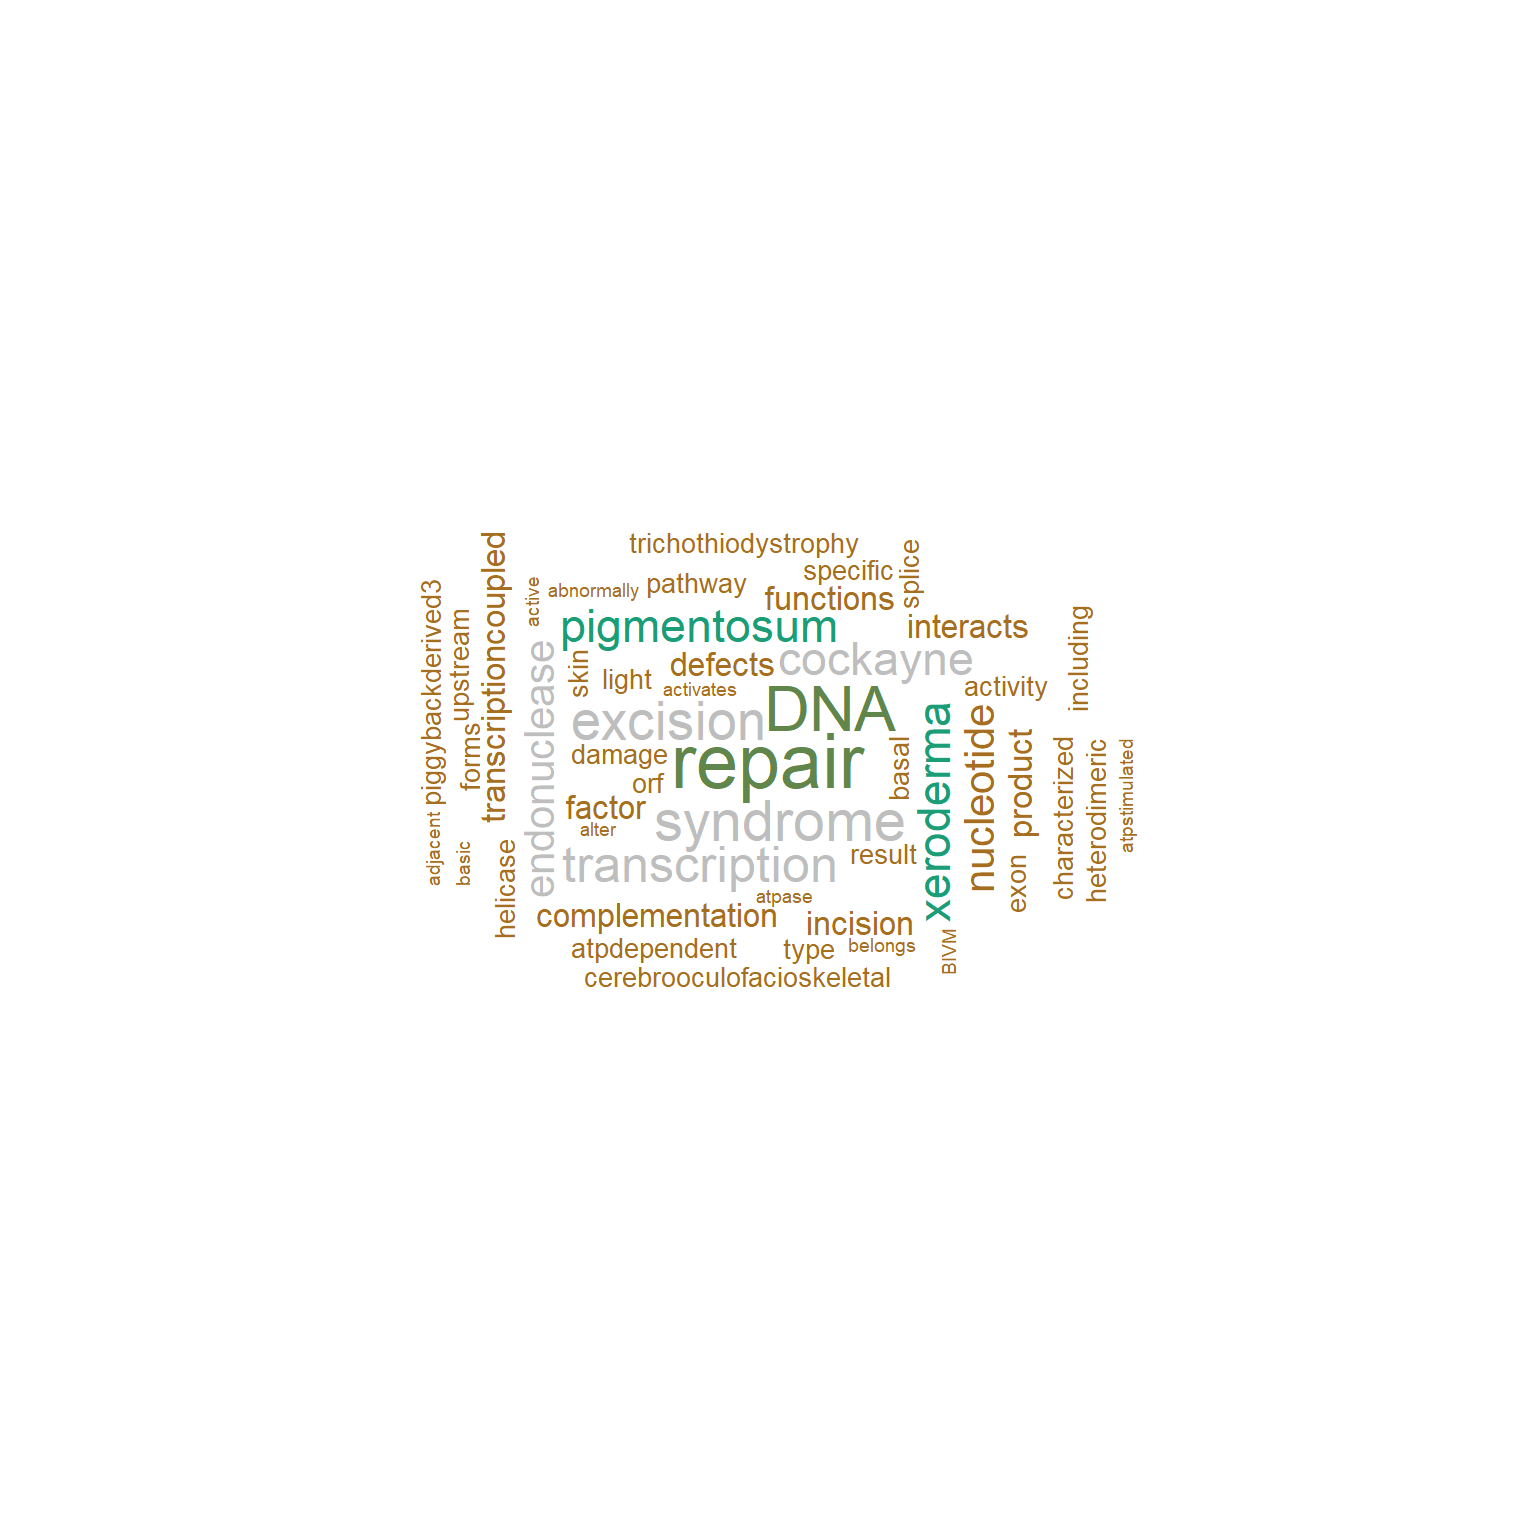 trichothiodystrophy
specific
splice
transcriptioncoupled
piggybackderived3
active
abnormally
pathway
functions
upstream
pigmentosum
interacts
including
endonuclease
skin
light
defects
cockayne
activates
activity
DNA
excision
forms
damage
repair
basal
xeroderma
nucleotide
product
characterized
heterodimeric
atpstimulated
orf
factor
alter
syndrome
adjacent
basic
helicase
transcription
result
exon
atpase
complementation
incision
BIVM
atpdependent
type
belongs
cerebrooculofacioskeletal